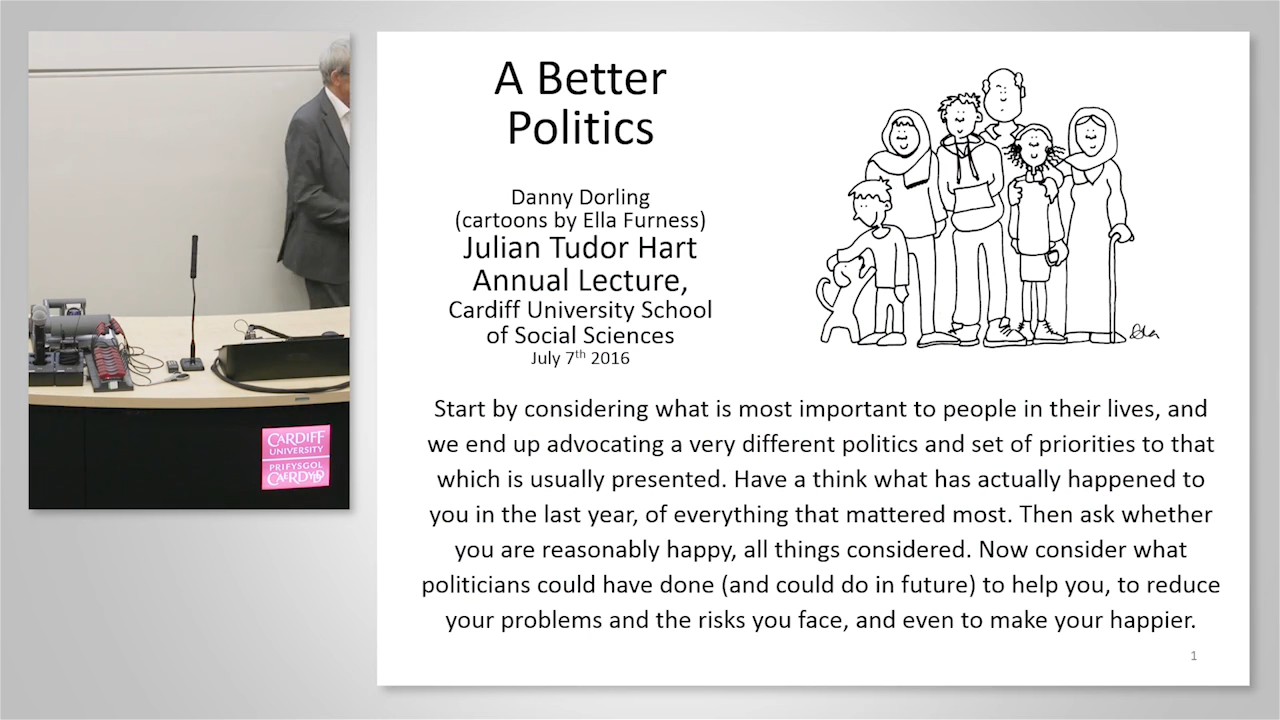 A Better
Politics
Danny Dorling
(cartoons by Ella Furness)
Julian Tudor Hart
Annual Lecture,
Cardiff University School
of Social Sciences
July 7th 2016
Start by considering what is most important to people in their lives, and
we end up advocating a very different politics and set of priorities to that
which is usually presented. Have a think what has actually happened to
you in the last year, of everything that mattered most. Then ask whether
you are reasonably happy, all things considered. Now consider what
politicians could have done (and could do in future) to help you, to reduce
your problems and the risks you face, and even to make your happier.
1
CARDIFF
UNIVERSITY
PRIFYSGOL
CAERDYDD